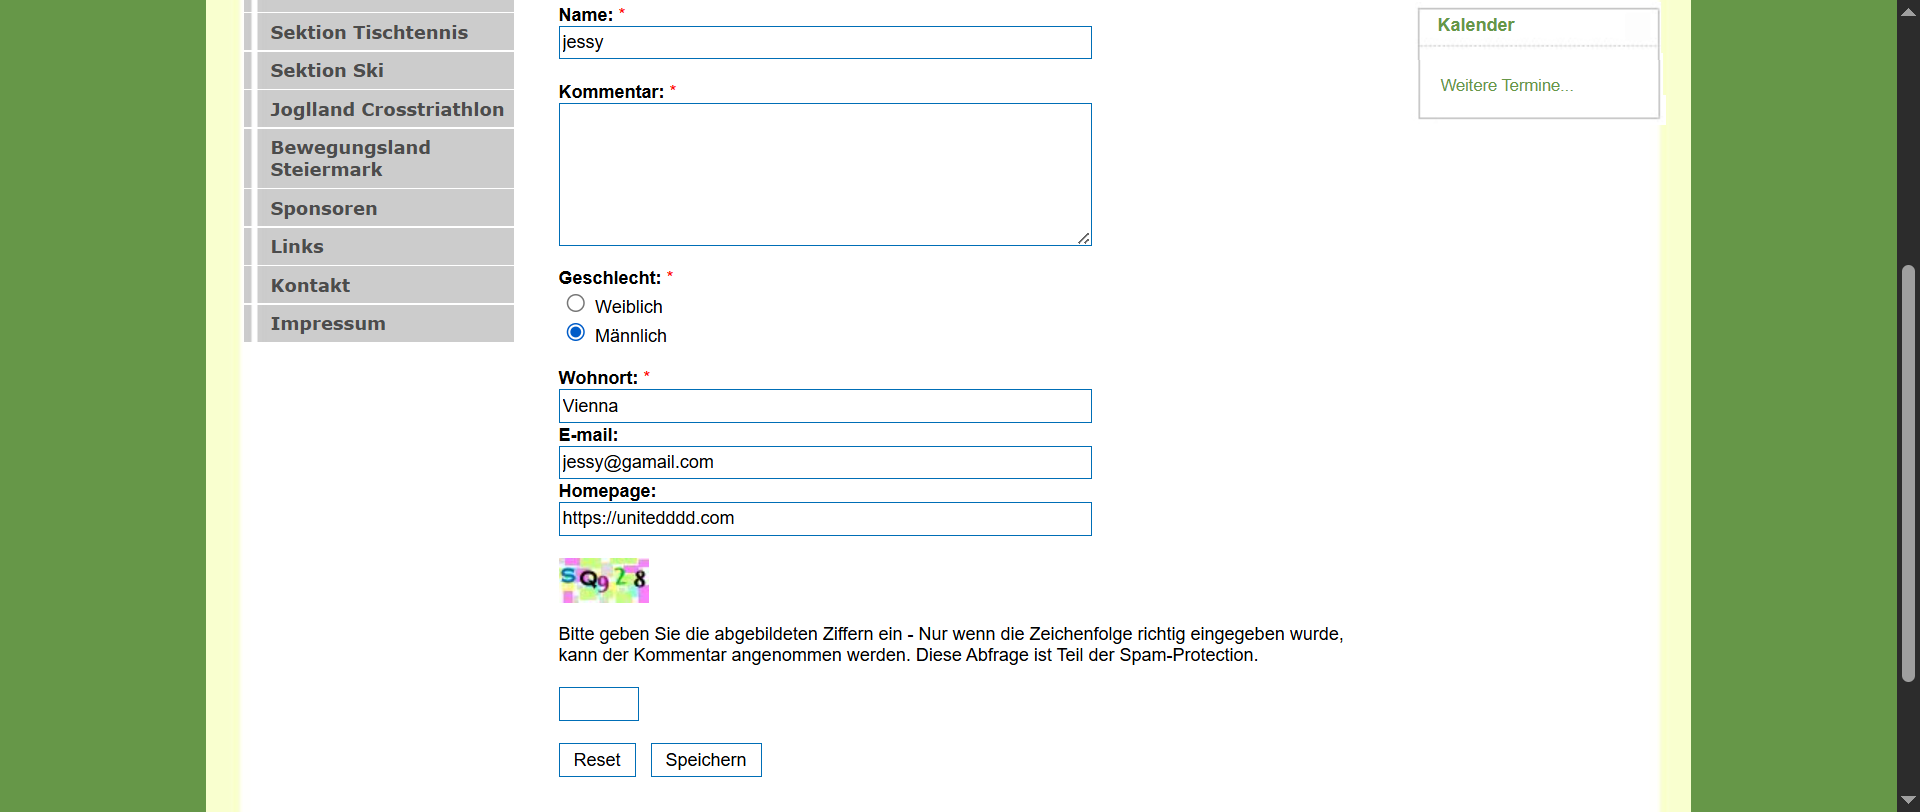 Sektion Tischtennis
Sektion Ski
Joglland Crosstriathlon
Bewegungsland
Steiermark
Sponsoren
Links
Kontakt
Impressum
Name: *
jessy
Kommentar: *
Geschlecht: *
Weiblich
Männlich
Wohnort: *
Vienna
E-mail:
jessy@gamail.com
Homepage:
https://unitedddd.com
SQ928
Bitte geben Sie die abgebildeten Ziffern ein - Nur wenn die Zeichenfolge richtig eingegeben wurde,
kann der Kommentar angenommen werden. Diese Abfrage ist Teil der Spam-Protection.
Reset
Speichern
Kalender
Weitere Termine...